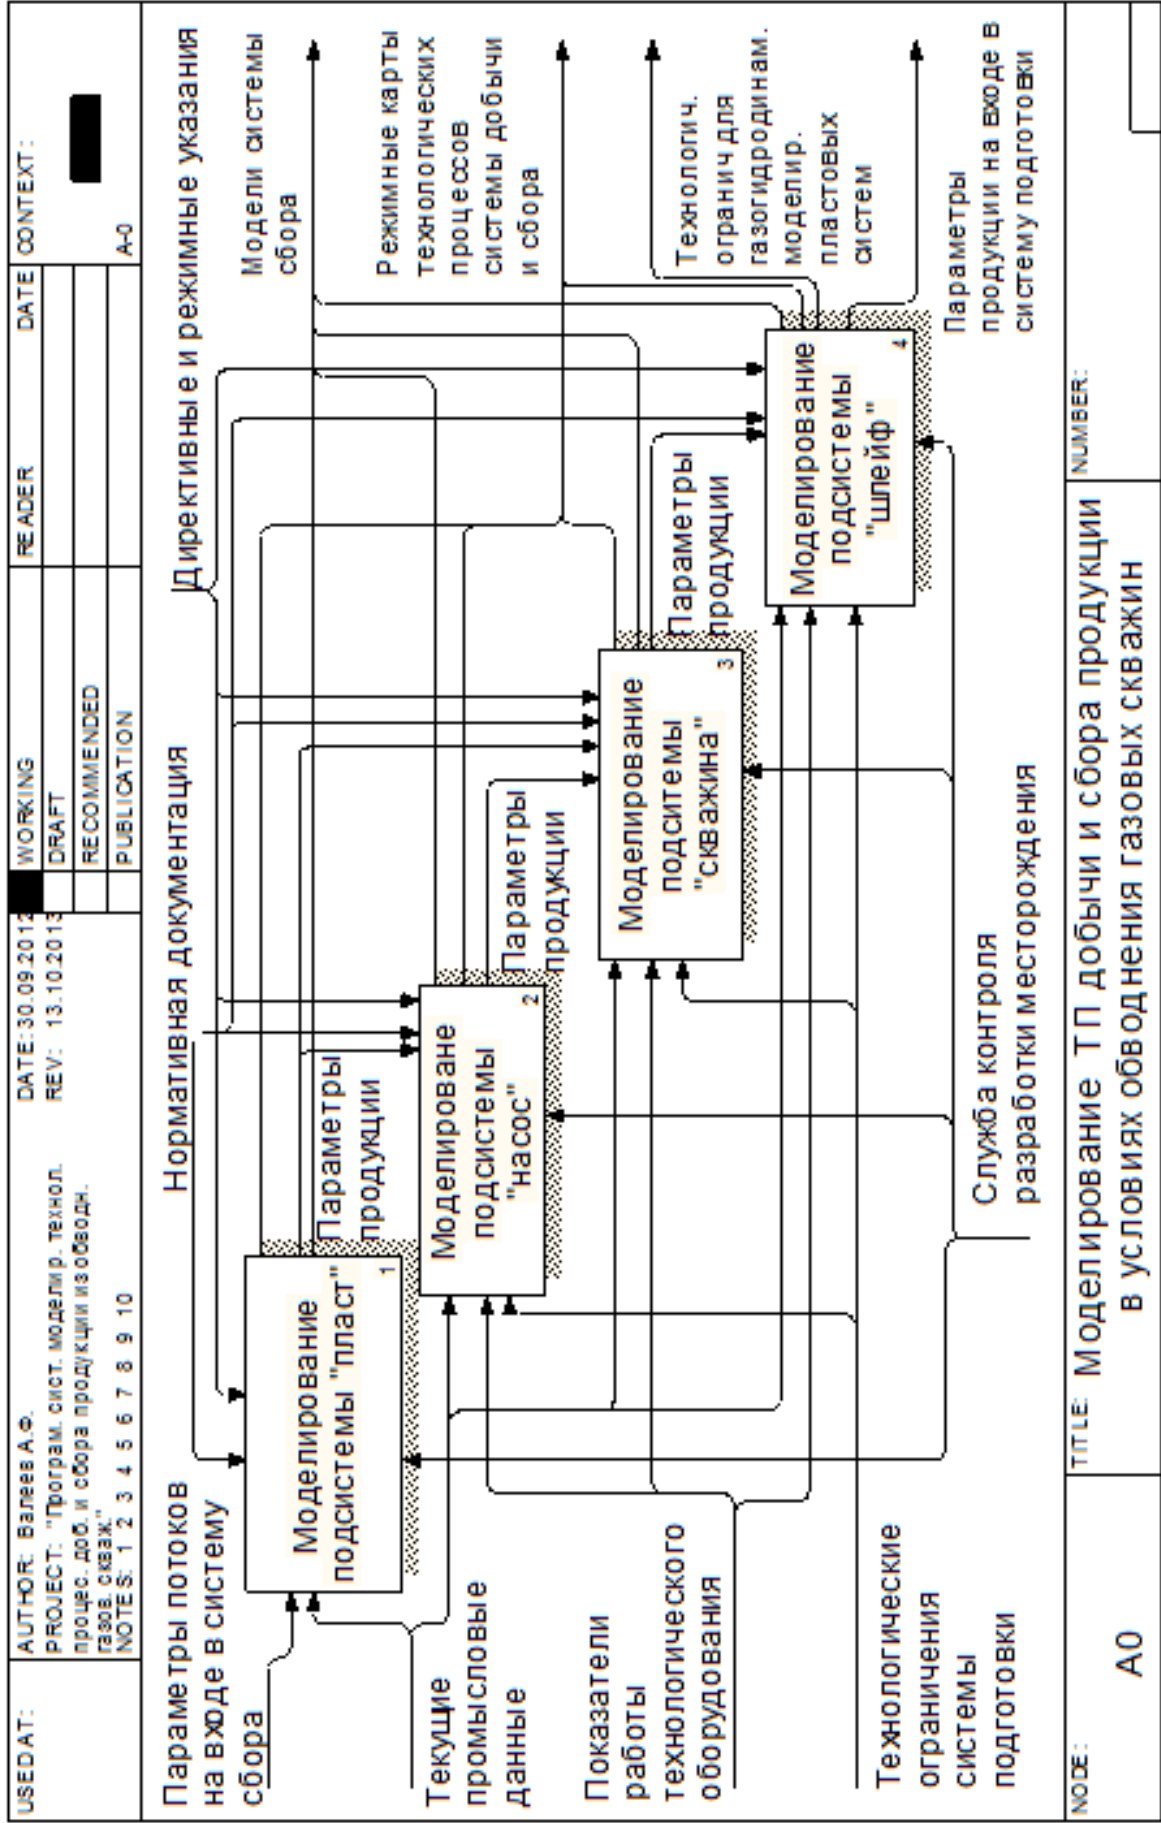 USED AT:
AUTHOR: Валеев А.Ф.
PROJECT: "Програм. сист. моделир. технол.
процес. доб. и сбора продукции изобводн.
газов. скваж."
NOTES: 1 2 3 4 5 6 7 8 9 10
DATE: 30.09.2012
REV: 13.10.2013
WORKING
DRAFT
RECOMMENDED
PUBLICATION
READER
DATE
CONTEXT:
A-0
Параметры потоков
на входе в систему
сбора
Нормативная документация
Директивные и режимные указания
Модели системы
сбора
Режимные карты
технологических
процессов
системы добычи
и сбора
Технологич.
огранич для
газогидродинам.
моделир.
пластовых
систем
Параметры
продукции на входе в
систему подготовки
Моделирование
подсистемы "пласт"
1
Параметры
продукции
Моделироване
подсистемы
"насос"
2
Параметры
продукции
Моделирование
подситемы
"скважина"
3
Параметры
продукции
Моделирование
подсистемы
"шлейф"
4
Текущие
промысловые
данные
Показатели
работы
технологического
оборудования
Технологические
ограничения
системы
подготовки
Служба контроля
разработки месторождения
NODE:
A0
TITLE:
Моделирование ТП добычи и сбора продукции
в условиях обводнения газовых скважин
NUMBER: